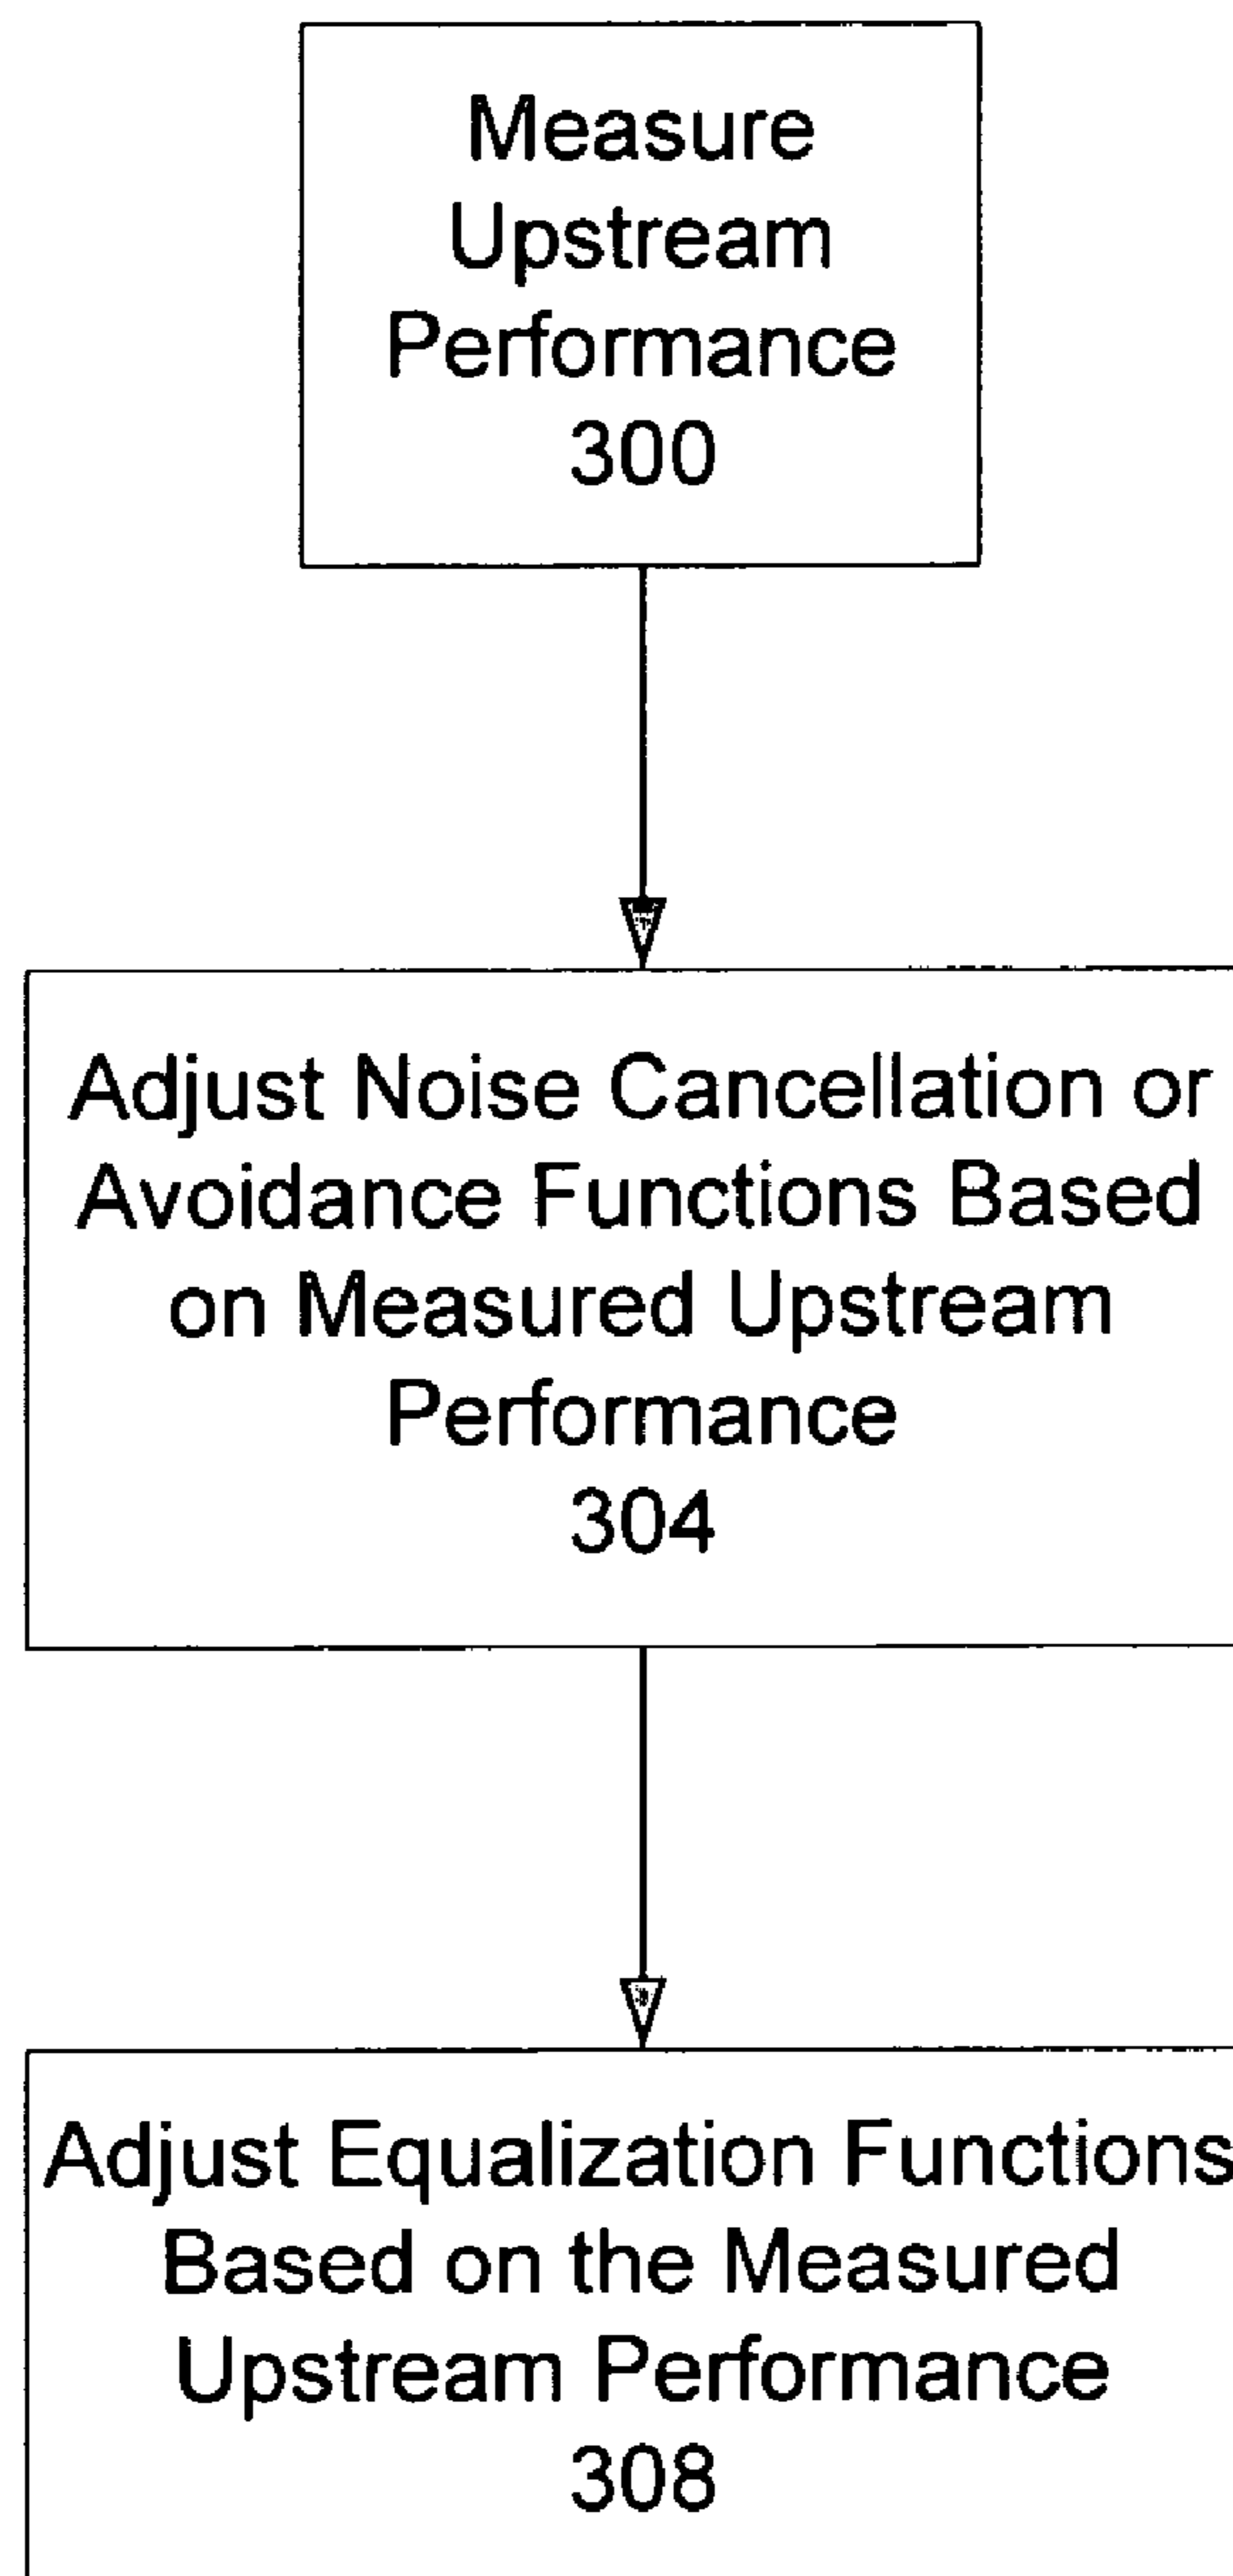 Measure
Upstream
Performance
300
Adjust Noise Cancellation or
Avoidance Functions Based
on Measured Upstream
Performance
304
Adjust Equalization Functions
Based on the Measured
Upstream Performance
308